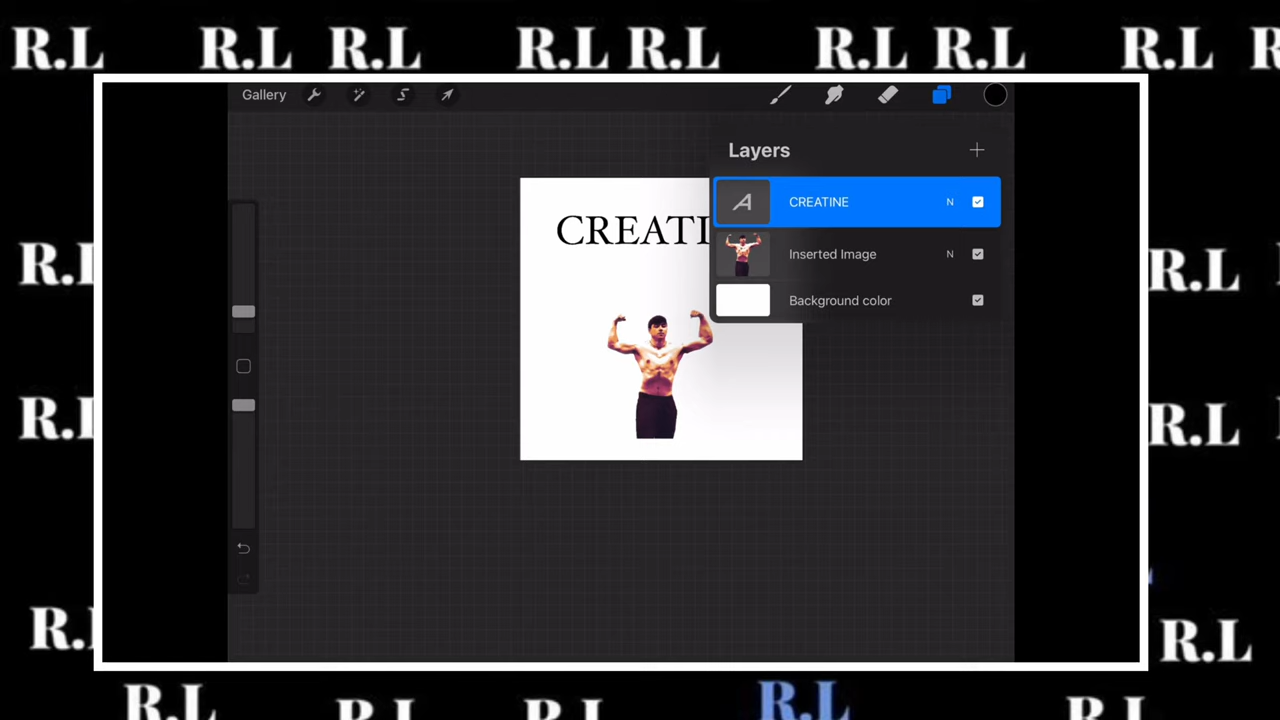 R.L R.L R.L R.L R.L R.L R.L R.L
Gallery
Layers
CREATINE N
Inserted Image N
Background color
CREATI
R.L R.L
R.L R.L
R.L R.L
R.L R.L R.L R.L R.L